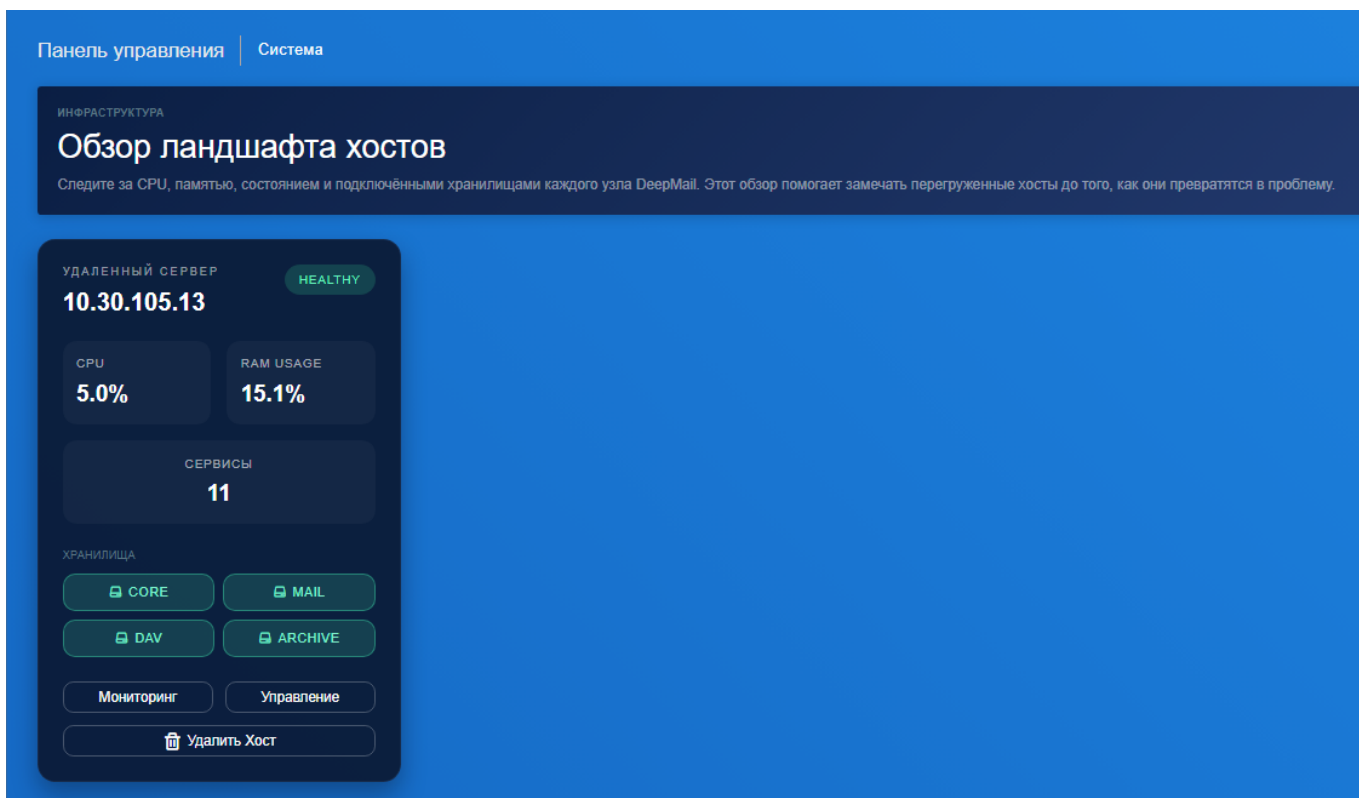 Панель управления
Система
ИНФРАСТРУКТУРА
Обзор ландшафта хостов
Следите за CPU, памятью, состоянием и подключёнными хранилищами каждого узла DeepMail. Этот обзор помогает замечать перегруженные хосты до того, как они превратятся в проблему.
УДАЛЕННЫЙ СЕРВЕР
HEALTHY
10.30.105.13
CPU
RAM USAGE
5.0%
15.1%
СЕРВИСЫ
11
ХРАНИЛИЩА
CORE
MAIL
DAV
ARCHIVE
Мониторинг
Управление
Удалить Хост